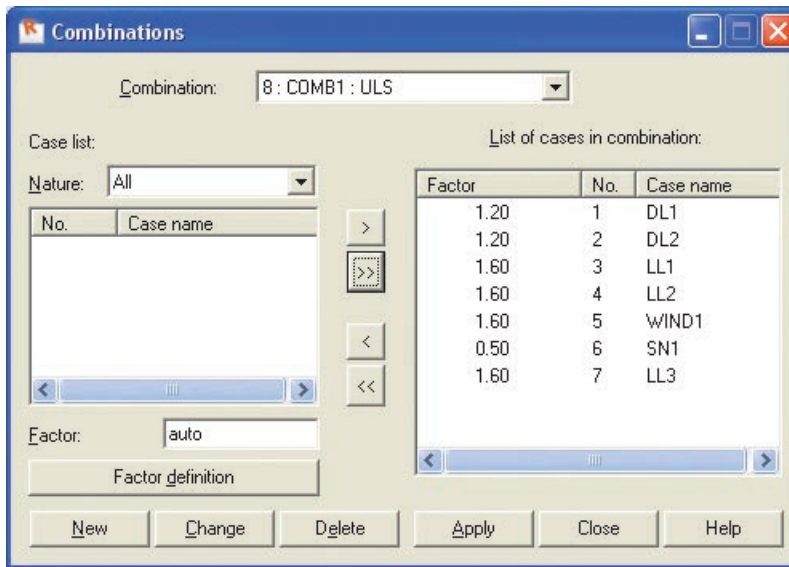 Combinations
Combination: 8 : COMB1 : ULS
Case list:
Nature: All
No. Case name
>
>>
<
<<
Factor: auto
Factor definition
List of cases in combination:
Factor No. Case name
1.20 1 DL1
1.20 2 DL2
1.60 3 LL1
1.60 4 LL2
1.60 5 WIND1
0.50 6 SN1
1.60 7 LL3
New Change Delete Apply Close Help